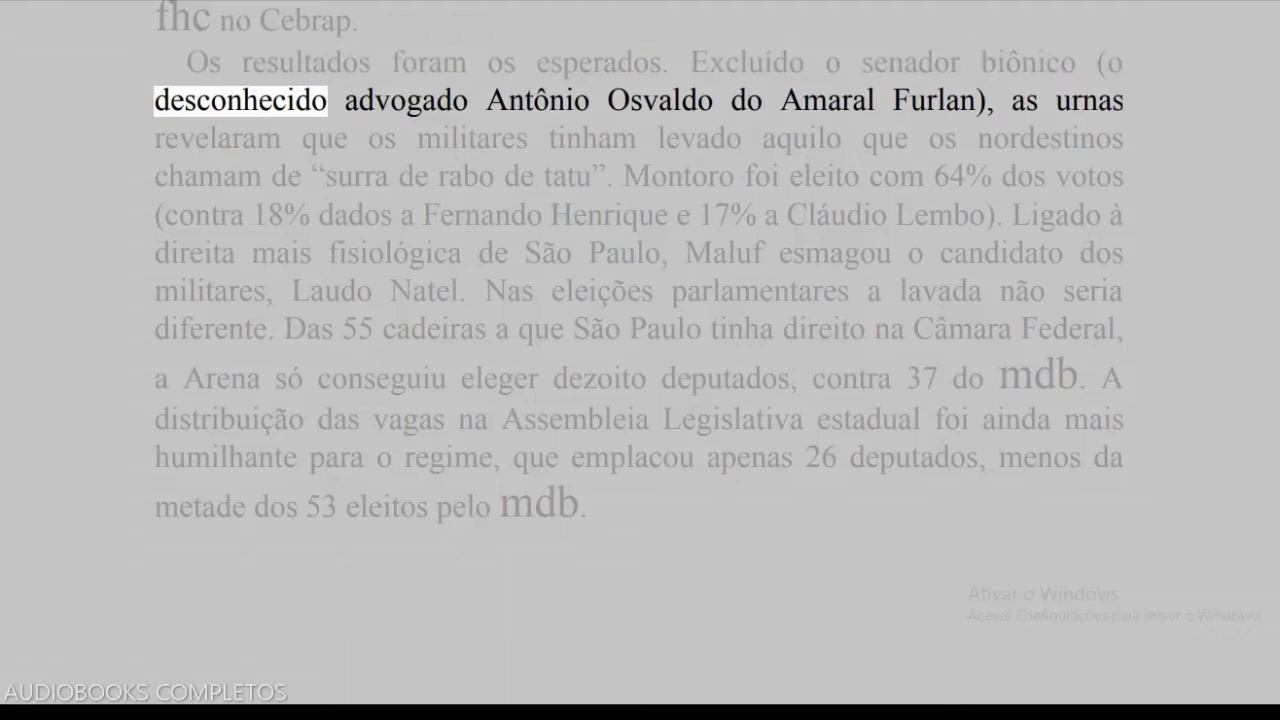 fhc no Cebrap.
Os resultados foram os esperados. Excluído o senador biônico (o
desconhecido advogado Antônio Osvaldo do Amaral Furlan), as urnas
revelaram que os militares tinham levado aquilo que os nordestinos
chamam de “surra de rabo de tatu”. Montoro foi eleito com 64% dos votos
(contra 18% dados a Fernando Henrique e 17% a Cláudio Lembo). Ligado à
direita mais fisiológica de São Paulo, Maluf esmagou o candidato dos
militares, Laudo Natel. Nas eleições parlamentares a lavada não seria
diferente. Das 55 cadeiras a que São Paulo tinha direito na Câmara Federal,
a Arena só conseguiu eleger dezoito deputados, contra 37 do mdb. A
distribuição das vagas na Assembleia Legislativa estadual foi ainda mais
humilhante para o regime, que emplacou apenas 26 deputados, menos da
metade dos 53 eleitos pelo mdb.
Ativar o Windows
Acesse Configurações para ativar o Windows.
AUDIOBOOKS COMPLETOS